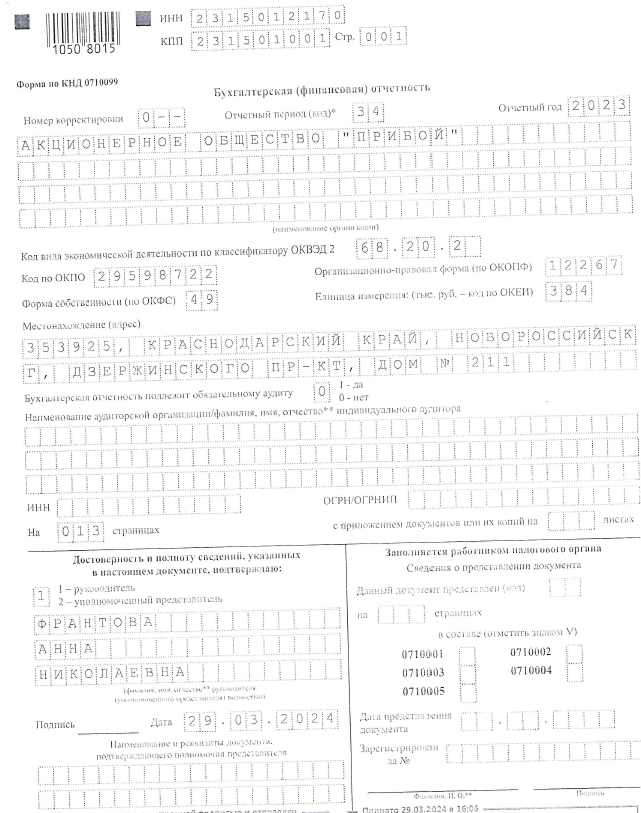 ИНН 2315012170
1050 8015
КПП 231501001 Стр. 001
Форма по КНД 0710099
Бухгалтерская (финансовая) отчетность
Номер корректировки 0-- Отчетный период (код)* 34 Отчетный год 2023
АКЦИОНЕРНОЕ ОБЩЕСТВО "ПРИБОЙ"
(наименование организации)
Код вида экономической деятельности по классификатору ОКВЭД 2 68.20.2
Код по ОКПО 29598722 Организационно-правовая форма (по ОКОПФ) 12267
Форма собственности (по ОКФС) 49 Единица измерения: (тыс. руб. – код по ОКЕИ) 384
Местонахождение (адрес)
353925, КРАСНОДАРСКИЙ КРАЙ, НОВОРОССИЙСК
Г, ДЗЕРЖИНСКОГО ПР-КТ, ДОМ № 211
Бухгалтерская отчетность подлежит обязательному аудиту 0 1 - да
0 - нет
Наименование аудиторской организации/фамилия, имя, отчество** индивидуального аудитора
ИНН ОГРН/ОГРНИП
На 013 страницах с приложением документов или их копий на листах
Достоверность и полноту сведений, указанных
в настоящем документе, подтверждаю:
1 1 – руководитель
2 – уполномоченный представитель
ФРАНТОВА
АННА
НИКОЛАЕВНА
(фамилия, имя, отчество** руководителя
(уполномоченного представителя) полностью)
Подпись Дата 29.03.2024
Наименование и реквизиты документа,
подтверждающего полномочия представителя
Заполняется работником налогового органа
Сведения о представлении документа
Данный документ представлен (код)
на страницах
в составе (отметить знаком V)
0710001 0710002
0710003 0710004
0710005
Дата представления
документа . .
Зарегистрирован
за №
Фамилия, И. О.** Подпись
Принято 29.03.2024 в 16:06